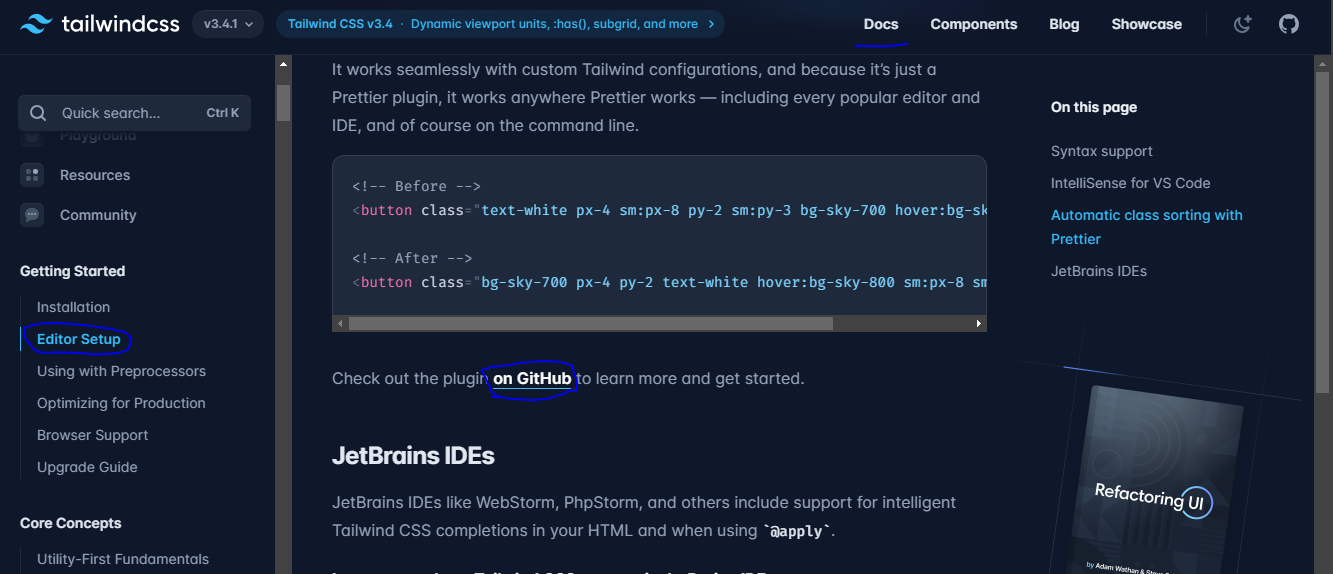 tailwindcss
v3.4.1
Tailwind CSS v3.4 · Dynamic viewport units, :has(), subgrid, and more
Docs
Components
Blog
Showcase
Quick search...
Ctrl K
Playground
Resources
Community
Getting Started
Installation
Editor Setup
Using with Preprocessors
Optimizing for Production
Browser Support
Upgrade Guide
Core Concepts
Utility-First Fundamentals
It works seamlessly with custom Tailwind configurations, and because it’s just a
Prettier plugin, it works anywhere Prettier works — including every popular editor and
IDE, and of course on the command line.
<!-- Before -->
<button class="text-white px-4 sm:px-8 py-2 sm:py-3 bg-sky-700 hover:bg-sk
<!-- After -->
<button class="bg-sky-700 px-4 py-2 text-white hover:bg-sky-800 sm:px-8 sm
Check out the plugin on GitHub to learn more and get started.
JetBrains IDEs
JetBrains IDEs like WebStorm, PhpStorm, and others include support for intelligent
Tailwind CSS completions in your HTML and when using `@apply`.
On this page
Syntax support
IntelliSense for VS Code
Automatic class sorting with
Prettier
JetBrains IDEs
Refactoring UI
by Adam Wathan &